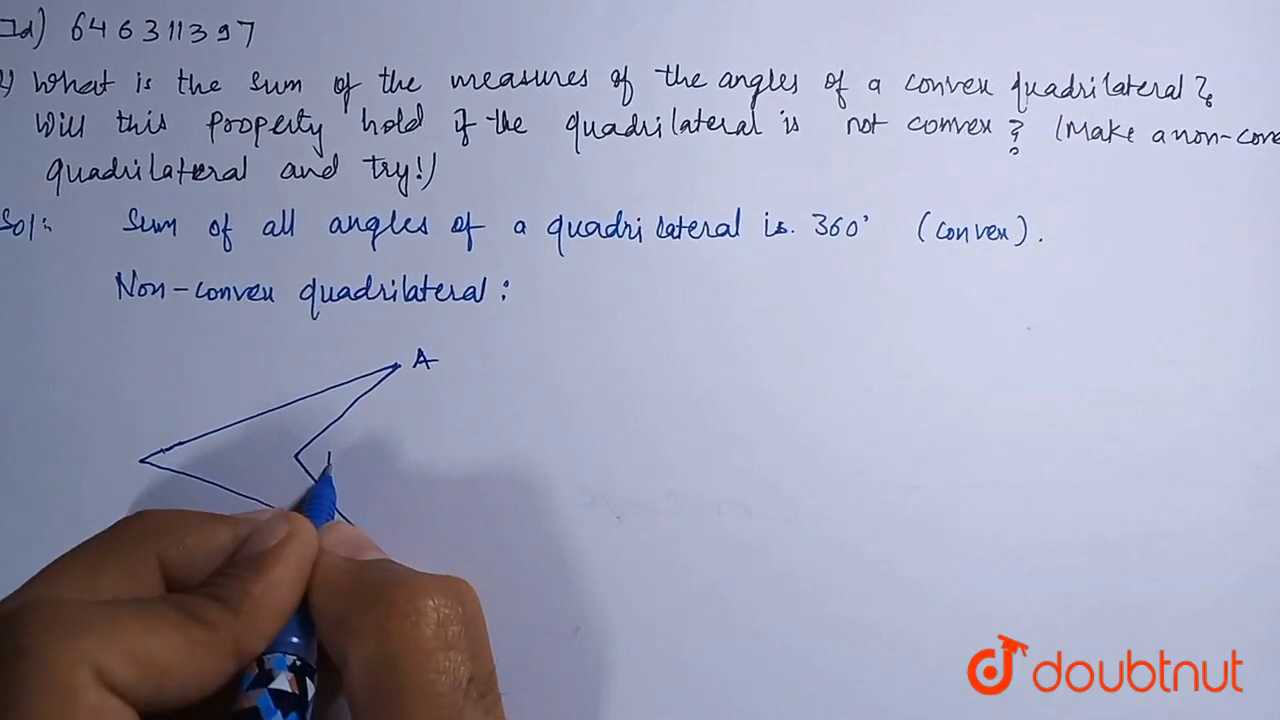 Id) 646311397
Q) What is the sum of the measures of the angles of a convex quadrilateral?
Will this property hold if the quadrilateral is not convex? (Make a non-conv
quadrilateral and try!)
Sol: Sum of all angles of a quadrilateral is. 360° (convex).
Non-convex quadrilateral:
A
doubtnut